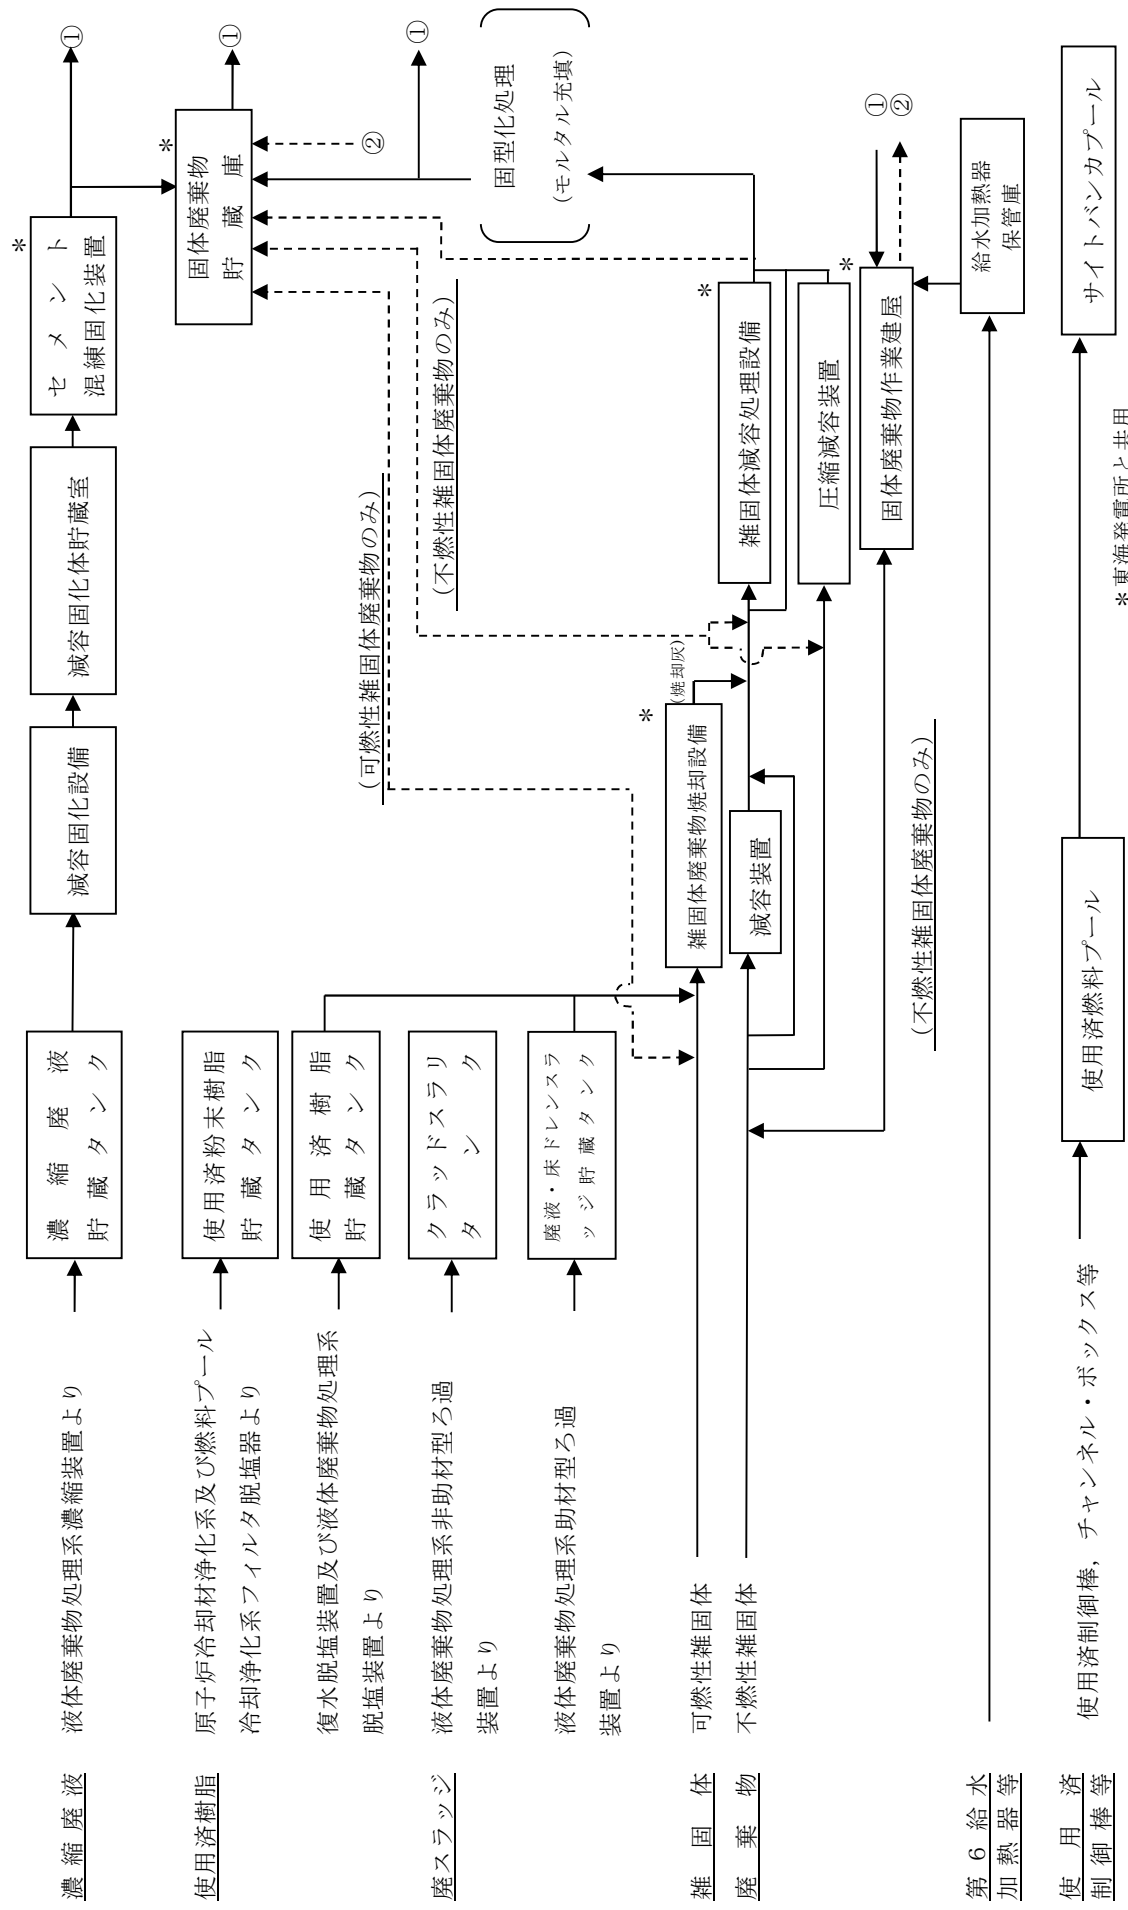 濃縮廃液
液体廃棄物処理系濃縮装置より
濃縮廃液
貯蔵タンク
減容固化設備
減容固化体貯蔵室
*
セメント
混練固化装置
①
使用済樹脂
原子炉冷却材浄化系及び燃料プール
冷却浄化系フィルタ脱塩器より
使用済粉末樹脂
貯蔵タンク
*
固体廃棄物
貯蔵庫
①
復水脱塩装置及び液体廃棄物処理系
脱塩装置より
使用済樹脂
貯蔵タンク
(可燃性雑固体廃棄物のみ)
②
廃スラッジ
液体廃棄物処理系非助材型ろ過
装置より
クラッドスラリ
タンク
(不燃性雑固体廃棄物のみ)
①
液体廃棄物処理系助材型ろ過
装置より
廃液・床ドレンスラ
ッジ貯蔵タンク
固型化処理
(モルタル充填)
雑固体
廃棄物
可燃性雑固体
不燃性雑固体
*
雑固体廃棄物焼却設備
(焼却灰)
減容装置
*
雑固体減容処理設備
圧縮減容装置
*
固体廃棄物作業建屋
①
②
(不燃性雑固体廃棄物のみ)
第6給水
加熱器等
給水加熱器
保管庫
使用済
制御棒等
使用済制御棒，チャンネル・ボックス等
使用済燃料プール
サイトバンカプール
*東海発電所と共用